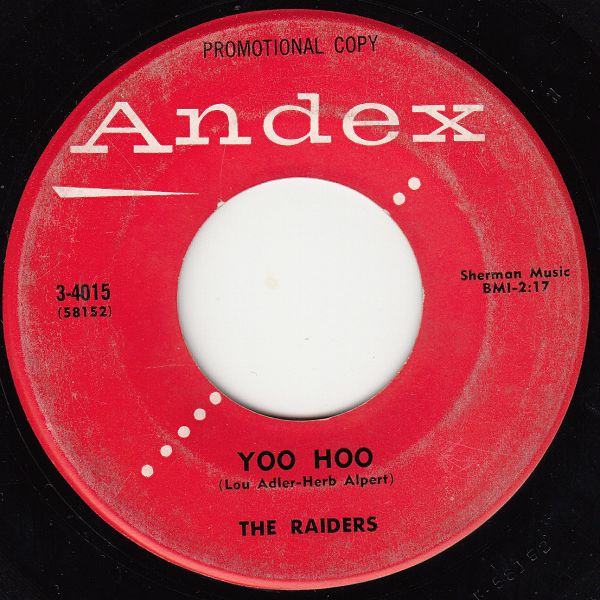 PROMOTIONAL COPY
Andex
3-4015
(58152)
Sherman Music
BMI-2:17
YOO HOO
(Lou Adler-Herb Alpert)
THE RAIDERS